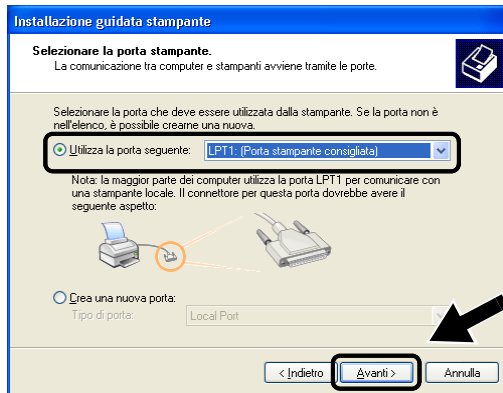 Installazione guidata stampante
Selezionare la porta stampante.
La comunicazione tra computer e stampanti avviene tramite le porte.
Selezionare la porta che deve essere utilizzata dalla stampante. Se la porta non è
nell'elenco, è possibile crearne una nuova.
Utilizza la porta seguente: LPT1: (Porta stampante consigliata)
Nota: la maggior parte dei computer utilizza la porta LPT1 per comunicare con
una stampante locale. Il connettore per questa porta dovrebbe avere il
seguente aspetto:
Crea una nuova porta:
Tipo di porta: Local Port
< Indietro Avanti > Annulla